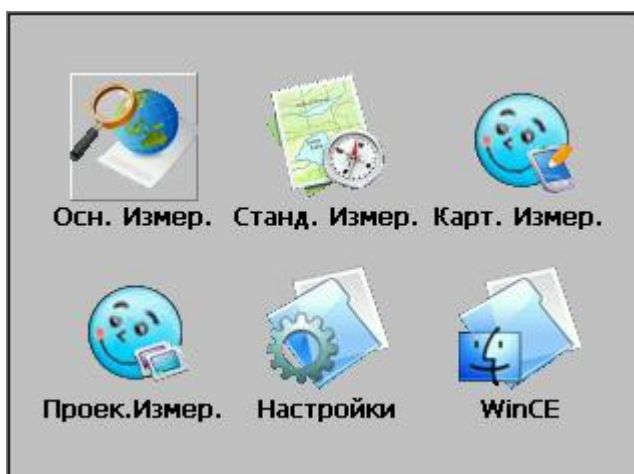 Осн. Измер. Станд. Измер. Карт. Измер.
Проек.Измер. Настройки WinCE